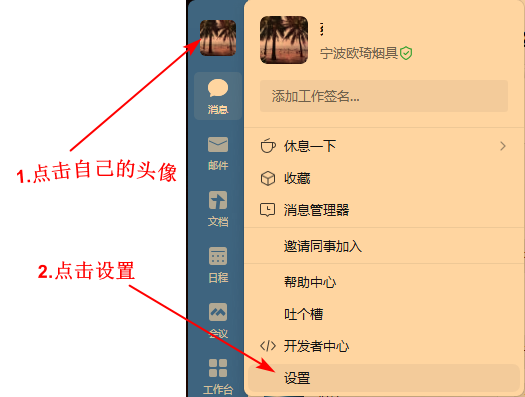 宁波欧琦烟具
添加工作签名...
消息
休息一下
邮件
1.点击自己的头像
收藏
消息管理器
文档
邀请同事加入
2.点击设置
日程
帮助中心
吐个槽
会议
开发者中心
设置
工作台